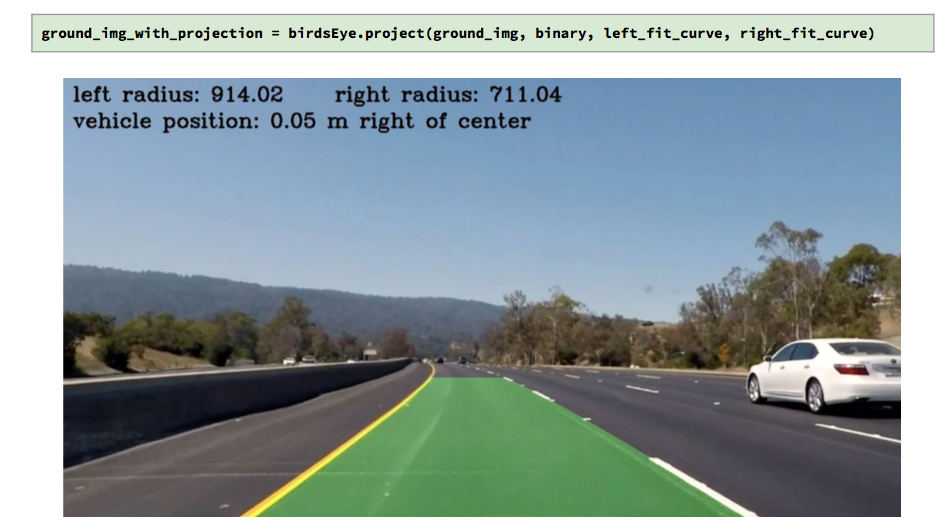 ground_img_with_projection = birdsEye.project(ground_img, binary, left_fit_curve, right_fit_curve)
left radius: 914.02 right radius: 711.04
vehicle position: 0.05 m right of center